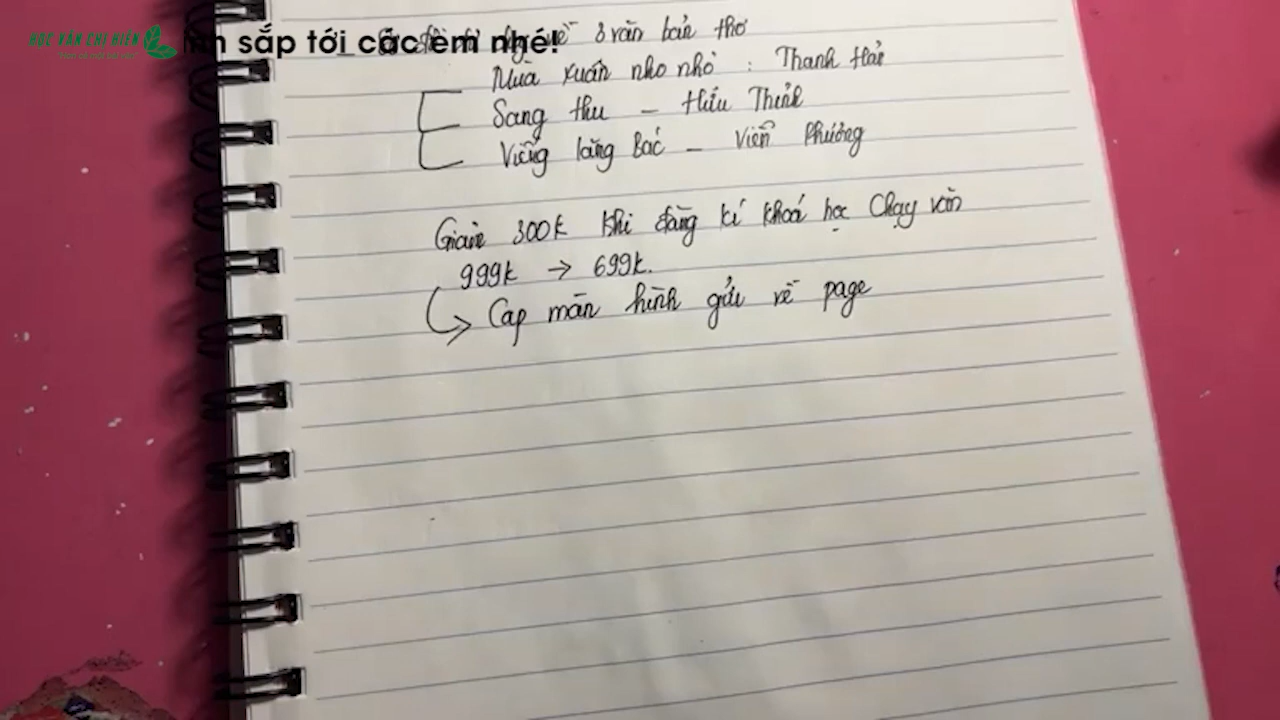 HỌC VĂN CHỊ HIÊN
sắp tới các em nhé!
về 3 văn bản thơ
Mùa xuân nho nhỏ : Thanh Hải
Sang thu - Hữu Thỉnh
Viếng lăng Bác - Viễn Phương
Giảm 300k khi đăng kí khoá học Chạy văn
999k → 699k.
Cap màn hình gửi về page